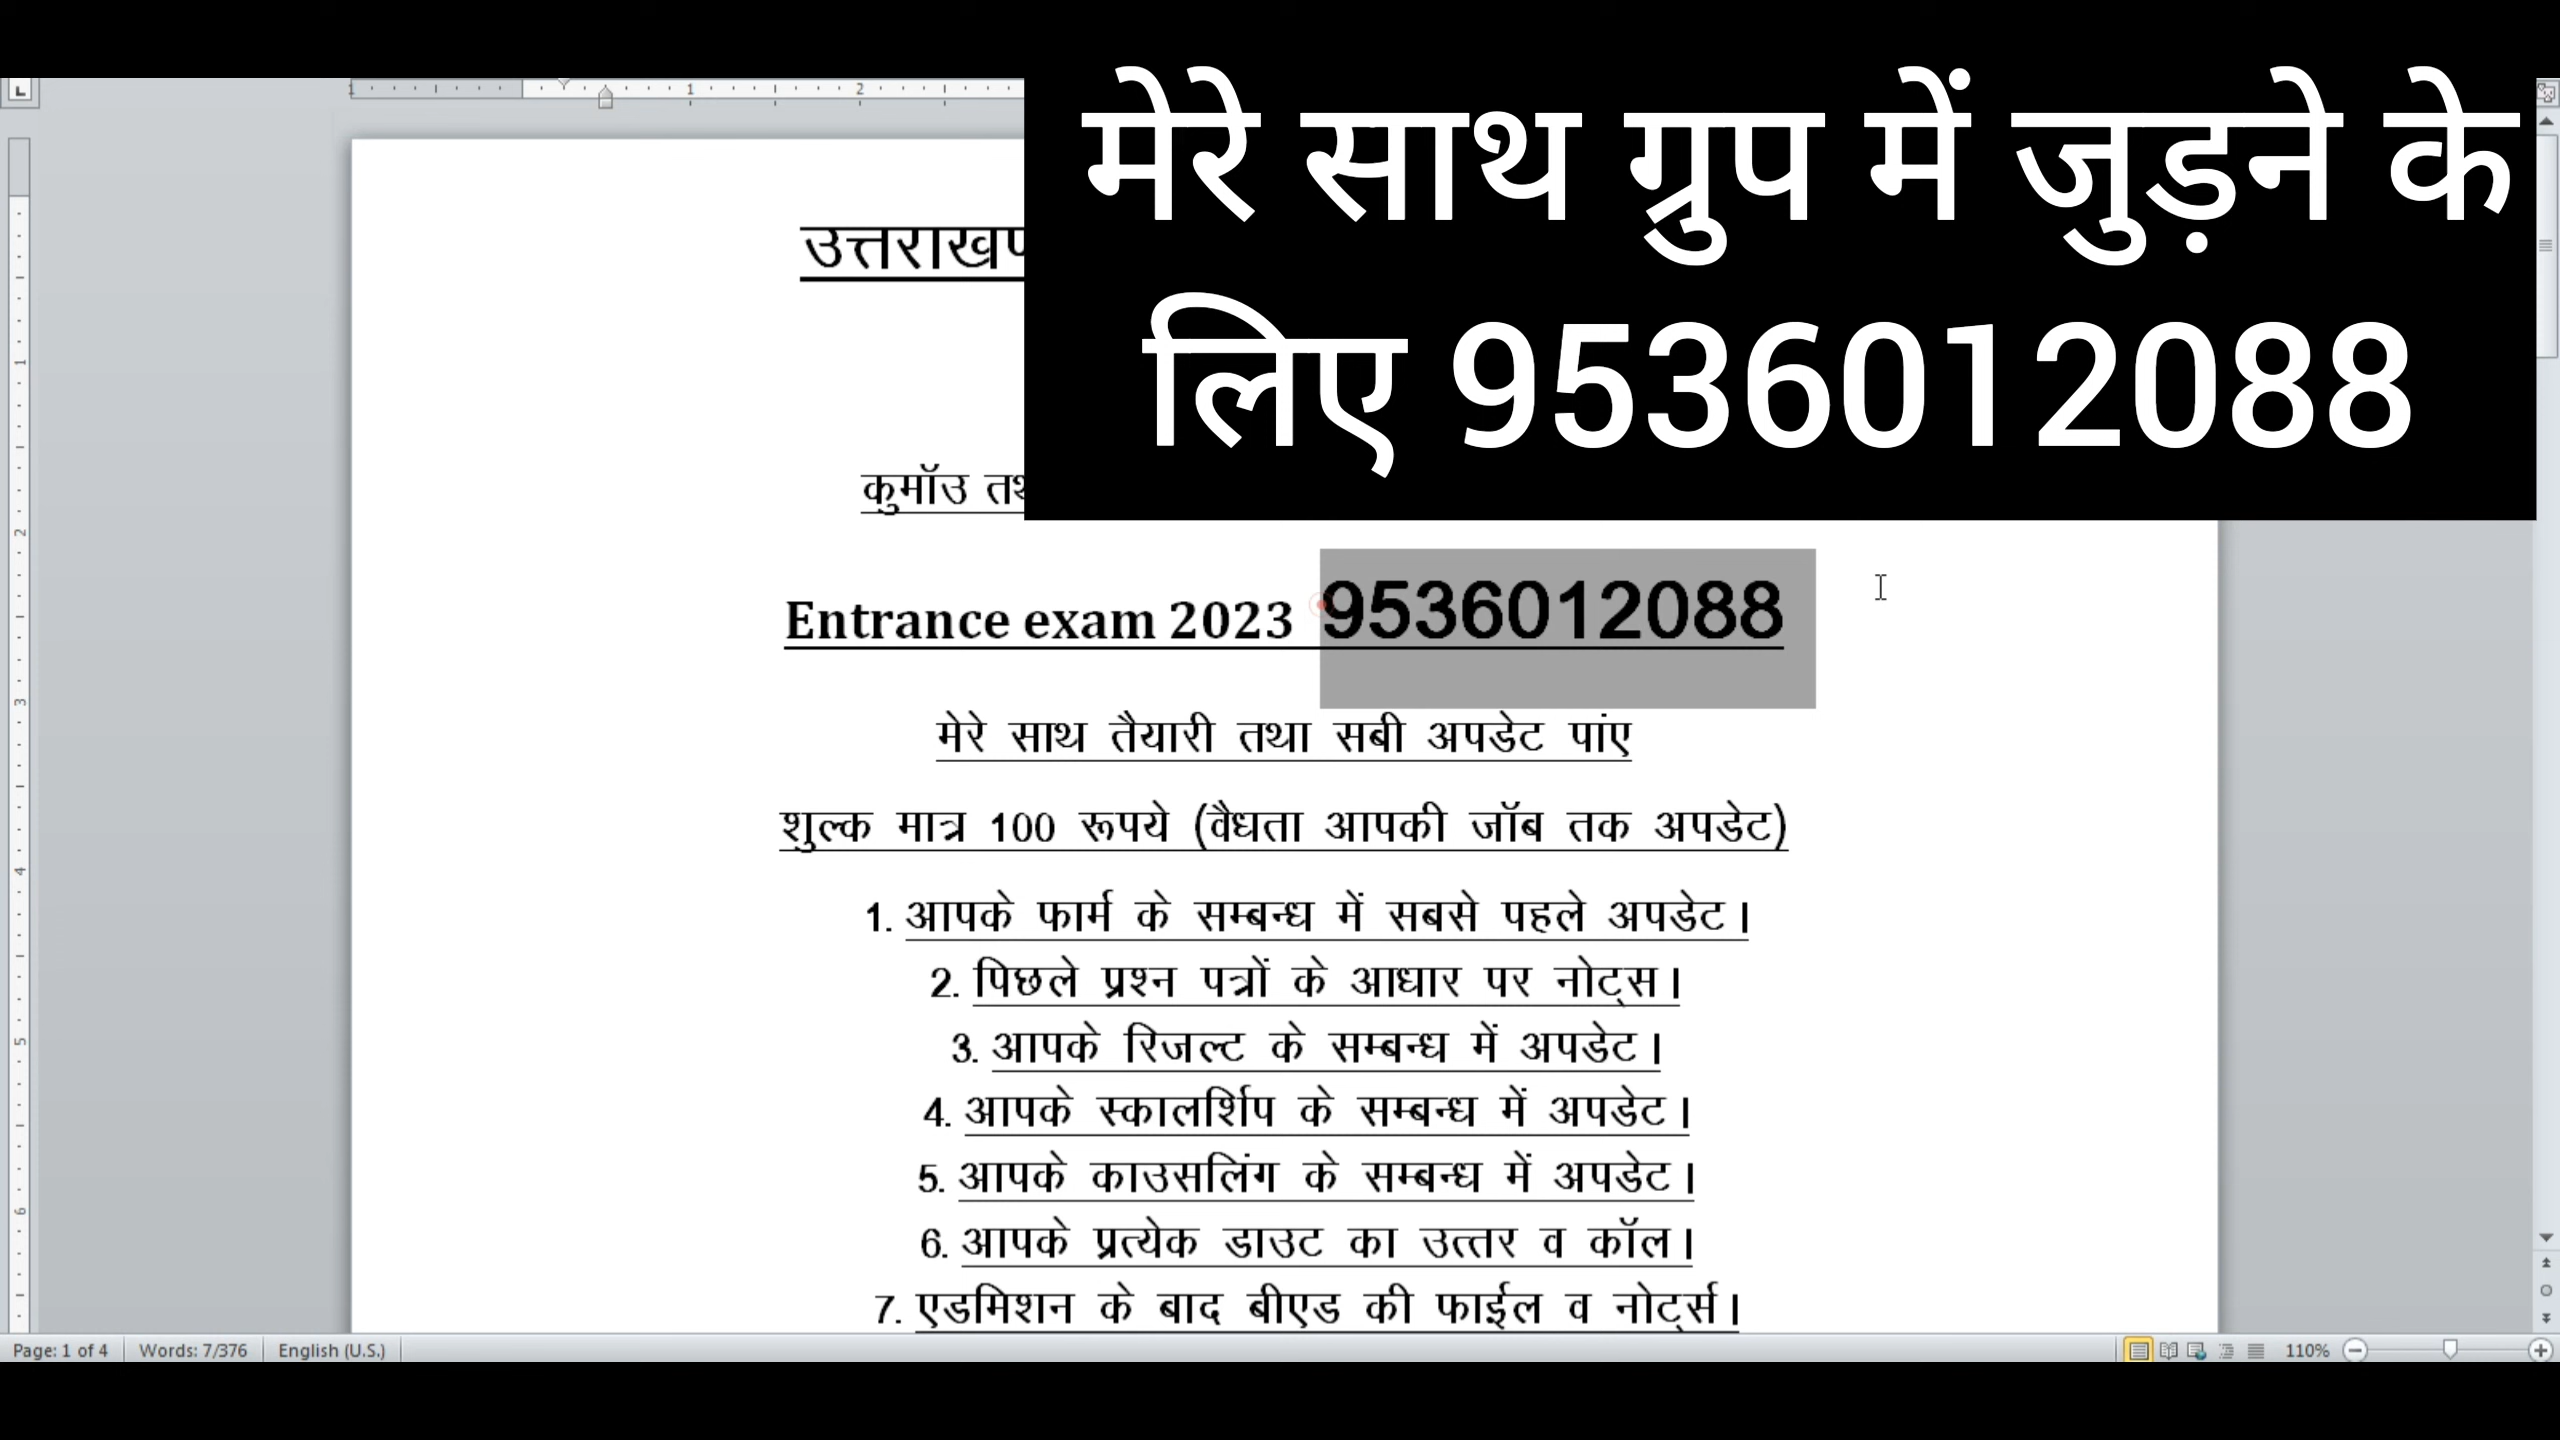 मेरे साथ ग्रुप में जुड़ने के
लिए 9536012088
Entrance exam 2023 9536012088
मेरे साथ तैयारी तथा सबी अपडेट पांए
शुल्क मात्र 100 रूपये (वैधता आपकी जॉब तक अपडेट)
1. आपके फार्म के सम्बन्ध में सबसे पहले अपडेट।
2. पिछले प्रश्न पत्रों के आधार पर नोट्स।
3. आपके रिजल्ट के सम्बन्ध में अपडेट।
4. आपके स्कालर्शिप के सम्बन्ध में अपडेट।
5. आपके काउसलिंग के सम्बन्ध में अपडेट।
6. आपके प्रत्येक डाउट का उत्तर व कॉल।
7. एडमिशन के बाद बीएड की फाईल व नोट्र्स।
Page: 1 of 4 Words: 7/376 English (U.S.) 110%